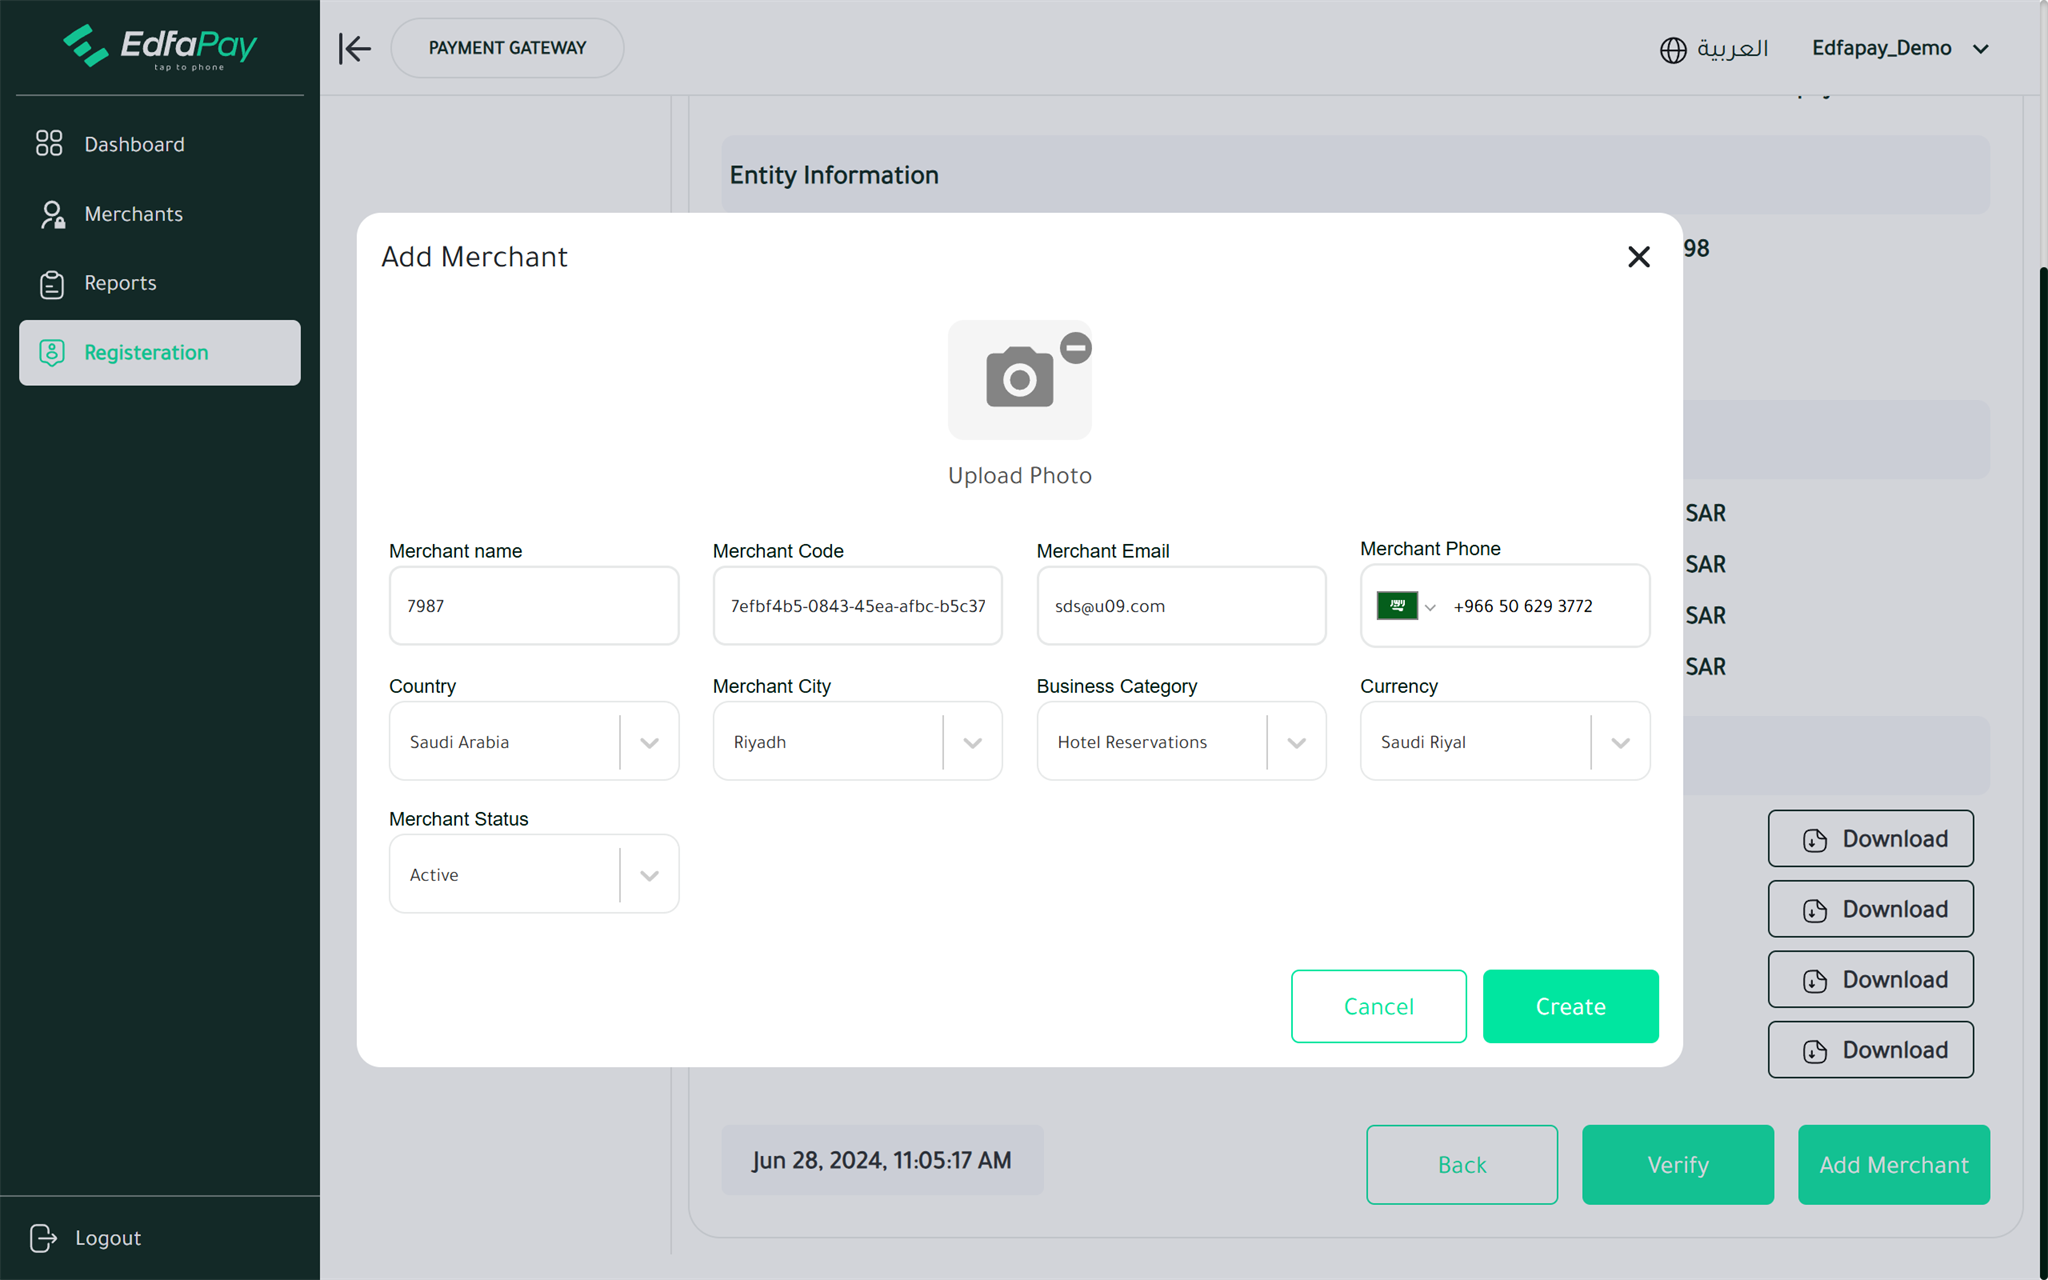 EdfaPay
tap to phone
PAYMENT GATEWAY
العربية
Edfapay_Demo
Dashboard
Merchants
Reports
Registeration
Logout
Entity Information
98
Add Merchant
Upload Photo
Merchant name
Merchant Code
Merchant Email
Merchant Phone
7987
7efbf4b5-0843-45ea-afbc-b5c37
sds@u09.com
+966 50 629 3772
Country
Merchant City
Business Category
Currency
Saudi Arabia
Riyadh
Hotel Reservations
Saudi Riyal
Merchant Status
Active
Cancel
Create
SAR
SAR
SAR
SAR
Download
Download
Download
Download
Jun 28, 2024, 11:05:17 AM
Back
Verify
Add Merchant